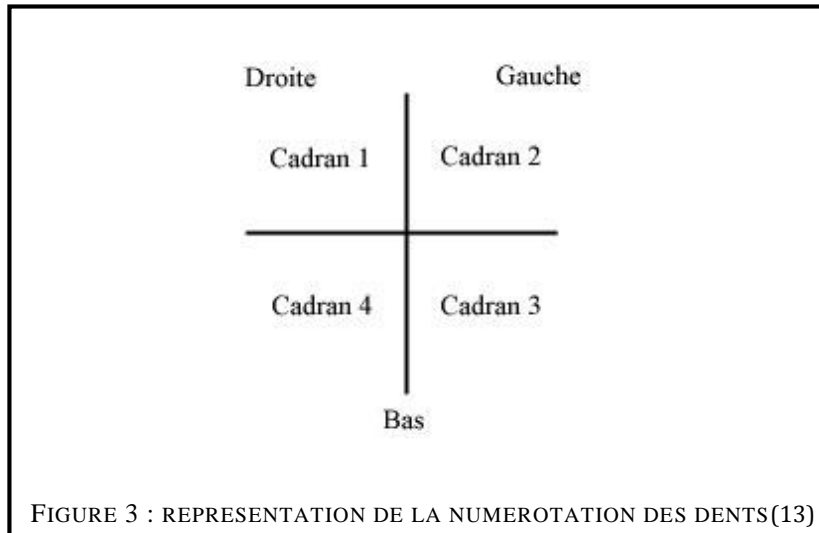 Droite Gauche
Cadran 1 Cadran 2
Cadran 4 Cadran 3
Bas
FIGURE 3 : REPRESENTATION DE LA NUMEROTATION DES DENTS(13)